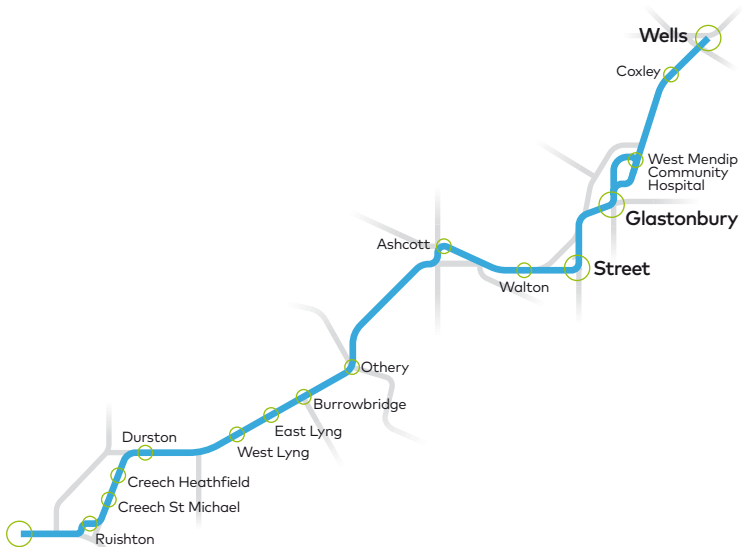 Wells
Coxley
West Mendip
Community
Hospital
Glastonbury
Ashcott
Street
Walton
Othery
Burrowbridge
East Lyng
Durston
West Lyng
Creech Heathfield
Creech St Michael
Ruishton